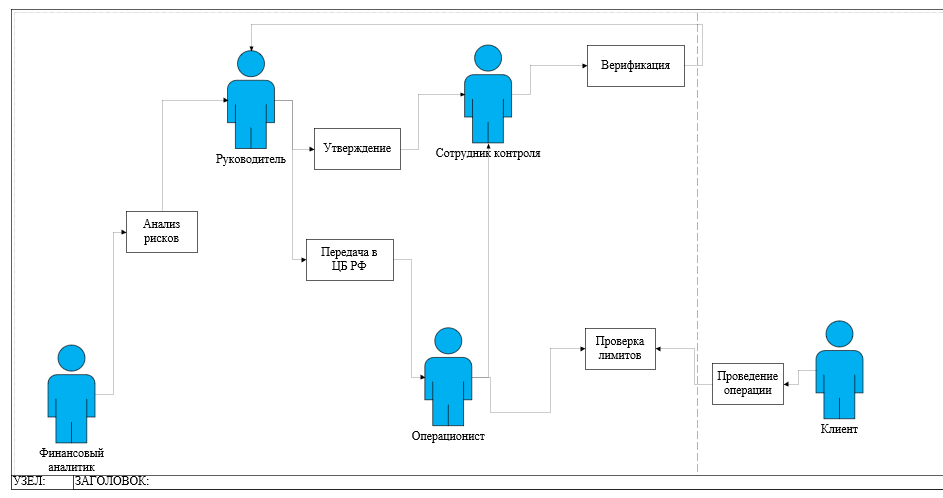 Верификация
Утверждение
Руководитель
Сотрудник контроля
Анализ
рисков
Передача в
ЦБ РФ
Проверка
лимитов
Проведение
операции
Операционист
Клиент
Финансовый
аналитик
УЗЕЛ: ЗАГОЛОВОК: